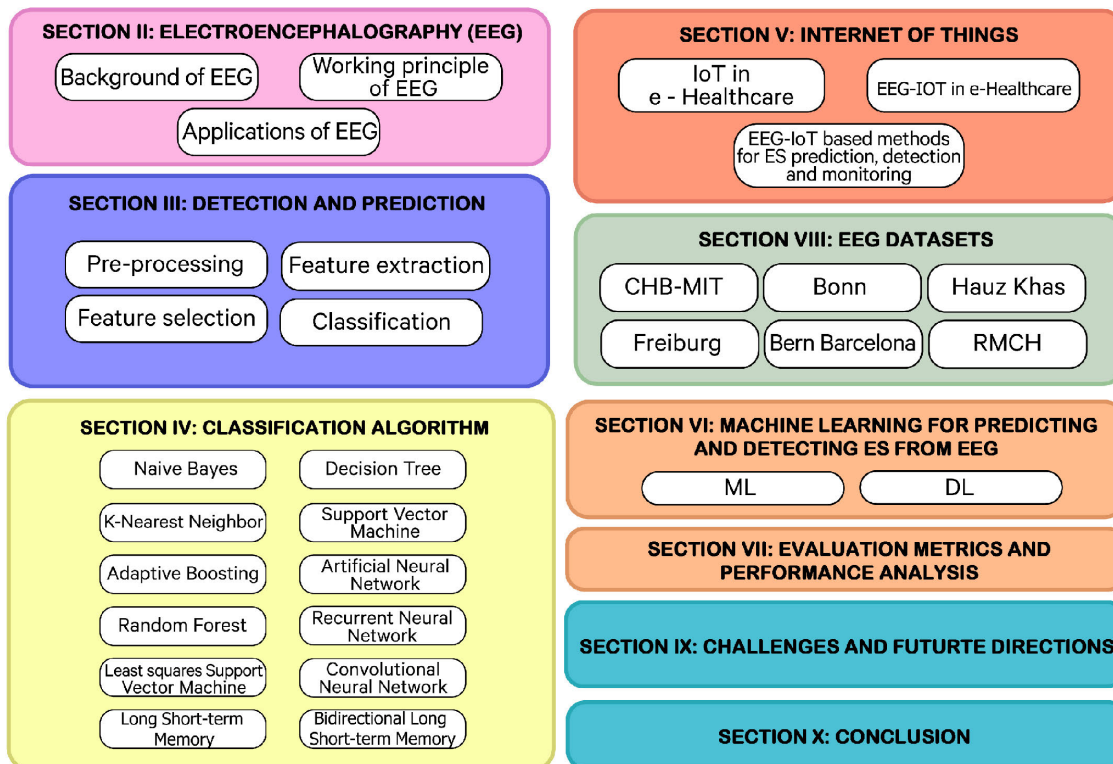 SECTION II: ELECTROENCEPHALOGRAPHY (EEG)
Background of EEG
Working principle
of EEG
Applications of EEG
SECTION III: DETECTION AND PREDICTION
Pre-processing
Feature extraction
Feature selection
Classification
SECTION IV: CLASSIFICATION ALGORITHM
Naive Bayes
Decision Tree
K-Nearest Neighbor
Support Vector
Machine
Adaptive Boosting
Artificial Neural
Network
Random Forest
Recurrent Neural
Network
Least squares Support
Vector Machine
Convolutional
Neural Network
Long Short-term
Memory
Bidirectional Long
Short-term Memory
SECTION V: INTERNET OF THINGS
IoT in
e - Healthcare
EEG-IOT in e-Healthcare
EEG-IoT based methods
for ES prediction, detection
and monitoring
SECTION VIII: EEG DATASETS
CHB-MIT
Bonn
Hauz Khas
Freiburg
Bern Barcelona
RMCH
SECTION VI: MACHINE LEARNING FOR PREDICTING
AND DETECTING ES FROM EEG
ML
DL
SECTION VII: EVALUATION METRICS AND
PERFORMANCE ANALYSIS
SECTION IX: CHALLENGES AND FUTURTE DIRECTIONS
SECTION X: CONCLUSION